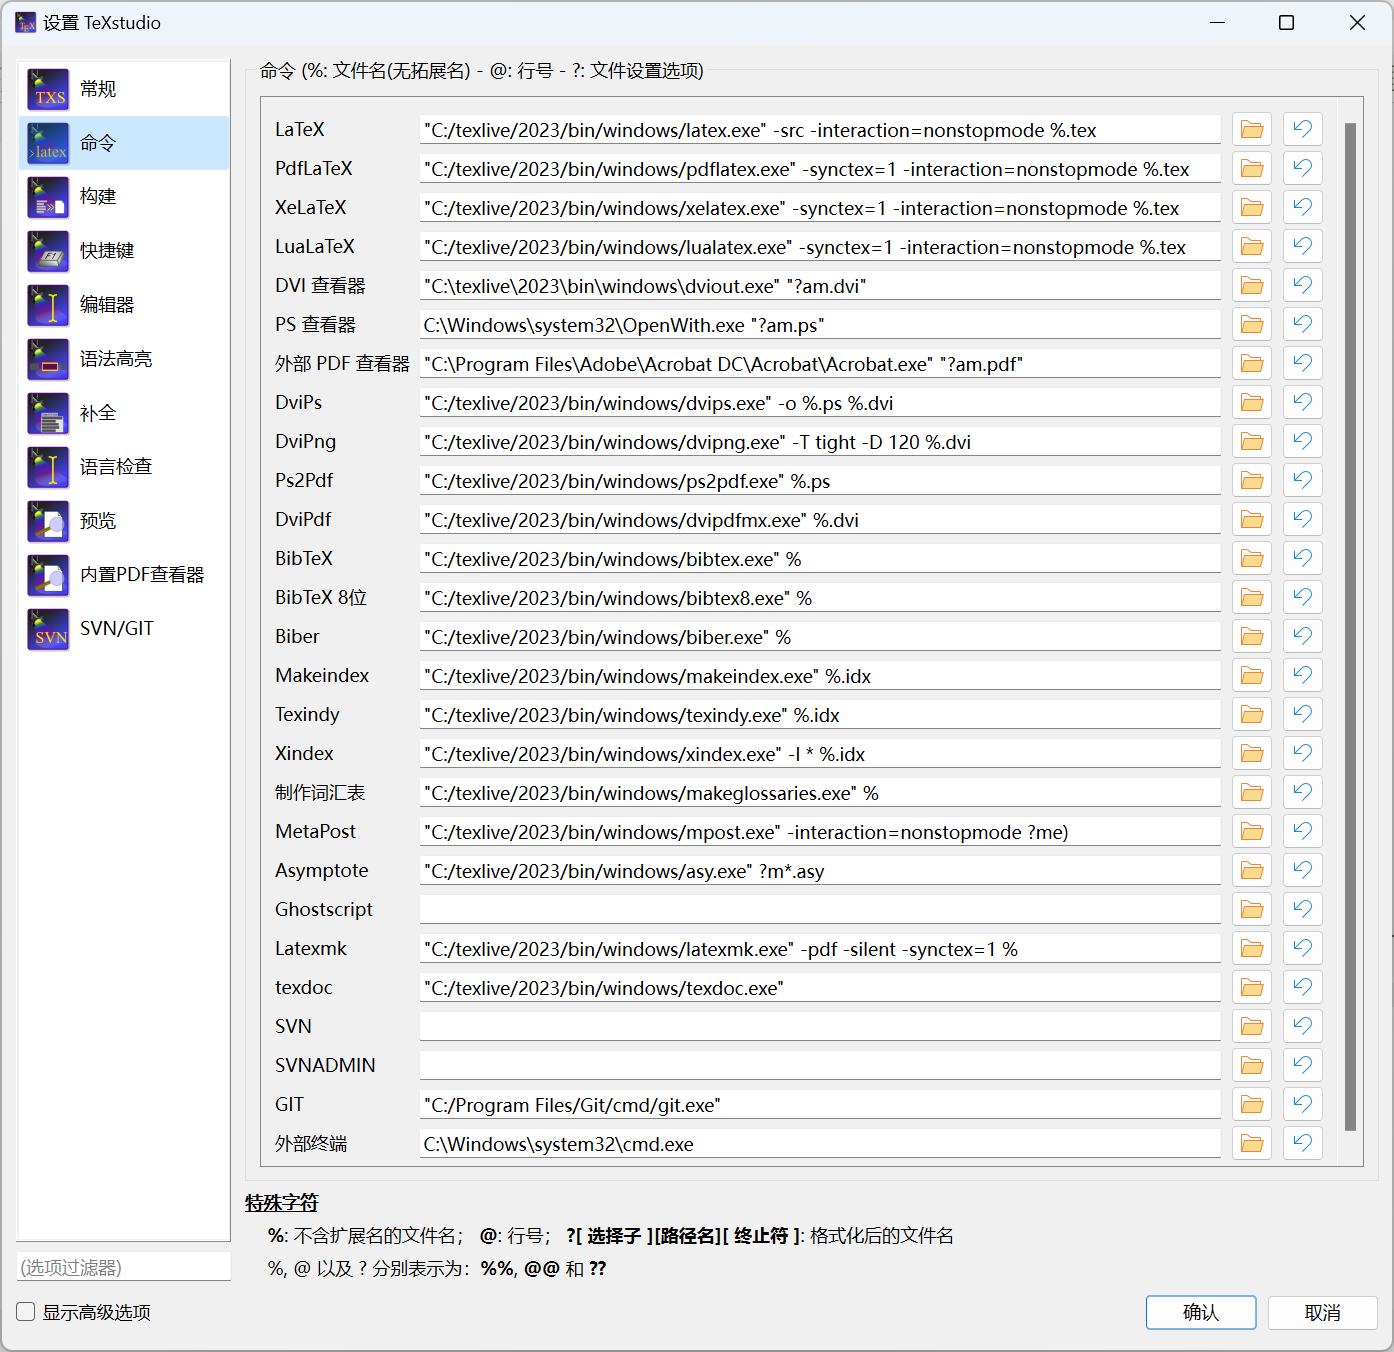 设置 TeXstudio
常规
命令
构建
快捷键
编辑器
语法高亮
补全
语言检查
预览
内置PDF查看器
SVN/GIT
(选项过滤器)
显示高级选项
命令 (%: 文件名(无拓展名) - @: 行号 - ?: 文件设置选项)
LaTeX "C:/texlive/2023/bin/windows/latex.exe" -src -interaction=nonstopmode %.tex
PdfLaTeX "C:/texlive/2023/bin/windows/pdflatex.exe" -synctex=1 -interaction=nonstopmode %.tex
XeLaTeX "C:/texlive/2023/bin/windows/xelatex.exe" -synctex=1 -interaction=nonstopmode %.tex
LuaLaTeX "C:/texlive/2023/bin/windows/lualatex.exe" -synctex=1 -interaction=nonstopmode %.tex
DVI 查看器 "C:\texlive\2023\bin\windows\dviout.exe" "?am.dvi"
PS 查看器 C:\Windows\system32\OpenWith.exe "?am.ps"
外部 PDF 查看器 "C:\Program Files\Adobe\Acrobat DC\Acrobat\Acrobat.exe" "?am.pdf"
DviPs "C:/texlive/2023/bin/windows/dvips.exe" -o %.ps %.dvi
DviPng "C:/texlive/2023/bin/windows/dvipng.exe" -T tight -D 120 %.dvi
Ps2Pdf "C:/texlive/2023/bin/windows/ps2pdf.exe" %.ps
DviPdf "C:/texlive/2023/bin/windows/dvipdfmx.exe" %.dvi
BibTeX "C:/texlive/2023/bin/windows/bibtex.exe" %
BibTeX 8位 "C:/texlive/2023/bin/windows/bibtex8.exe" %
Biber "C:/texlive/2023/bin/windows/biber.exe" %
Makeindex "C:/texlive/2023/bin/windows/makeindex.exe" %.idx
Texindy "C:/texlive/2023/bin/windows/texindy.exe" %.idx
Xindex "C:/texlive/2023/bin/windows/xindex.exe" -l * %.idx
制作词汇表 "C:/texlive/2023/bin/windows/makeglossaries.exe" %
MetaPost "C:/texlive/2023/bin/windows/mpost.exe" -interaction=nonstopmode ?me)
Asymptote "C:/texlive/2023/bin/windows/asy.exe" ?m*.asy
Ghostscript
Latexmk "C:/texlive/2023/bin/windows/latexmk.exe" -pdf -silent -synctex=1 %
texdoc "C:/texlive/2023/bin/windows/texdoc.exe"
SVN
SVNADMIN
GIT "C:/Program Files/Git/cmd/git.exe"
外部终端 C:\Windows\system32\cmd.exe
特殊字符
%: 不含扩展名的文件名； @: 行号； ?[ 选择子 ][路径名][ 终止符 ]: 格式化后的文件名
%, @ 以及 ? 分别表示为：%%, @@ 和 ??
确认
取消